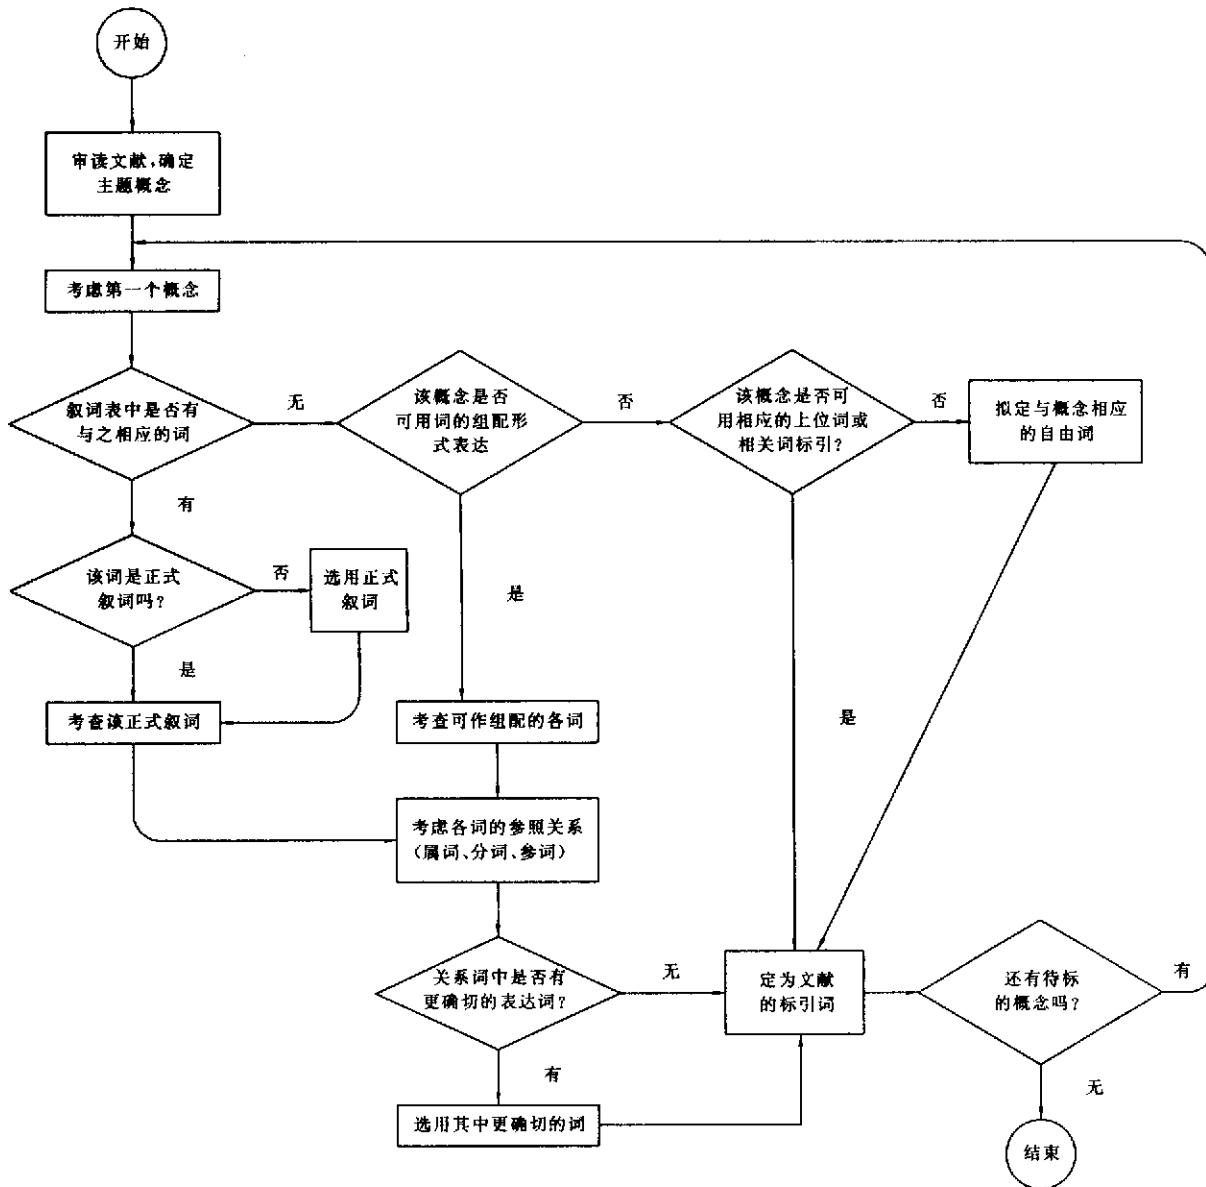 开始
审读文献,确定
主题概念
考虑第一个概念
叙词表中是否有
与之相应的词
无
该概念是否
可用词的组配形
式表达
否
该概念是否可
用相应的上位词或
相关词标引?
否
拟定与概念相应
的自由词
有
该词是正式
叙词吗?
否
选用正式
叙词
是
是
考查该正式叙词
考查可作组配的各词
是
考虑各词的参照关系
(属词、分词、参词)
关系词中是否有
更确切的表达词?
无
定为文献
的标引词
还有待标
的概念吗?
有
有
选用其中更确切的词
无
结束